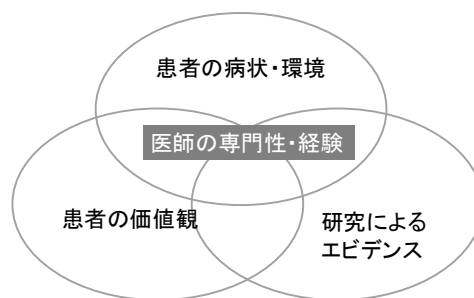 患者の病状・環境
医師の専門性・経験
患者の価値観
研究による
エビデンス